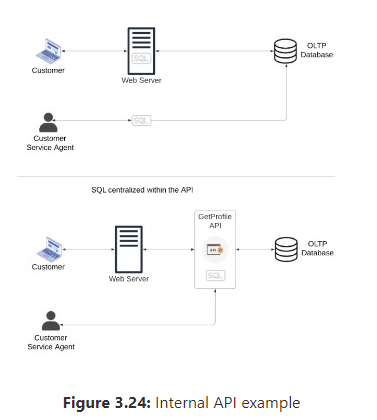 SQL
OLTP
Database
Customer
Web Server
SQL
Customer
Service Agent
SQL centralized within the API
GetProfile
API
API
SQL
OLTP
Database
Customer
Web Server
Customer
Service Agent
Figure 3.24: Internal API example